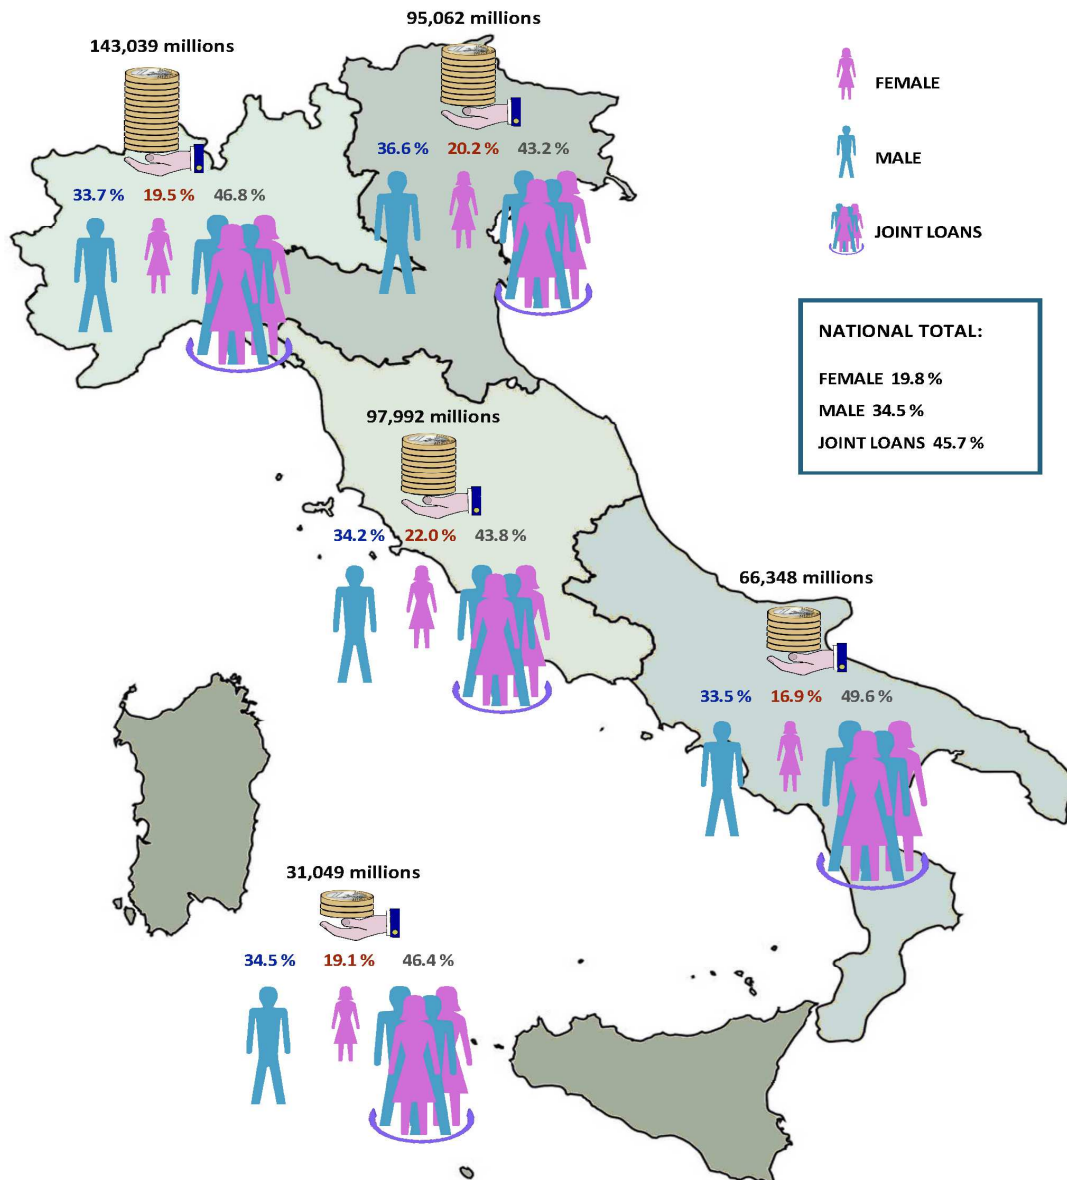 95,062 millions
143,039 millions
36.6 % 20.2 % 43.2 %
33.7 % 19.5 % 46.8 %
FEMALE
MALE
JOINT LOANS
NATIONAL TOTAL:
FEMALE 19.8 %
MALE 34.5 %
JOINT LOANS 45.7 %
97,992 millions
34.2 % 22.0 % 43.8 %
66,348 millions
33.5 % 16.9 % 49.6 %
31,049 millions
34.5 % 19.1 % 46.4 %